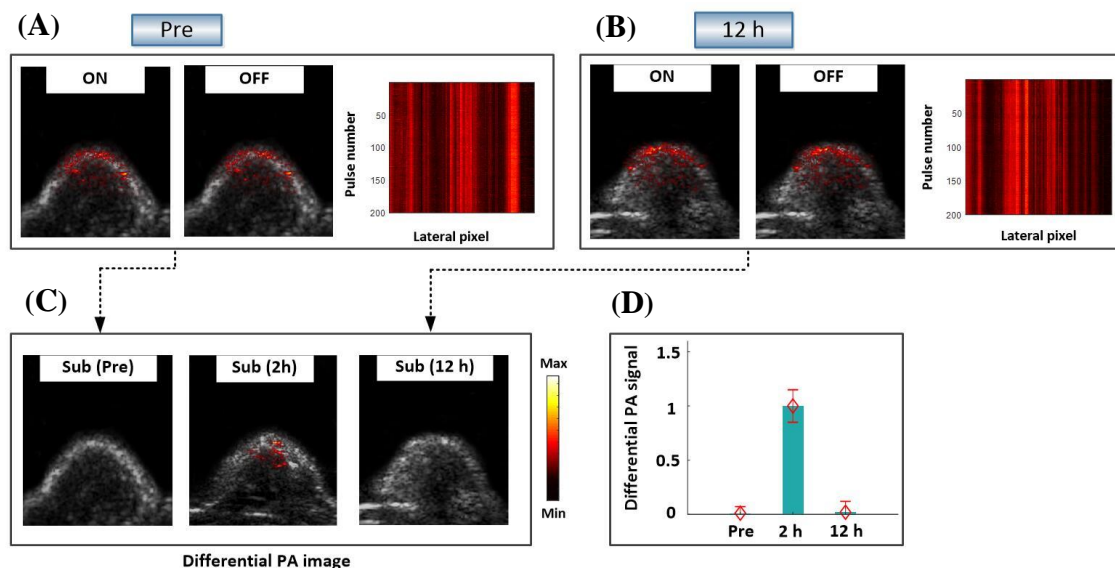 (A)
Pre
ON
OFF
Pulse number
50
100
150
200
Lateral pixel
(B)
12 h
ON
OFF
Pulse number
50
100
150
200
Lateral pixel
(C)
Sub (Pre)
Sub (2h)
Sub (12 h)
Max
Min
Differential PA image
(D)
Differential PA signal
1.5
1
0.5
0
Pre
2 h
12 h